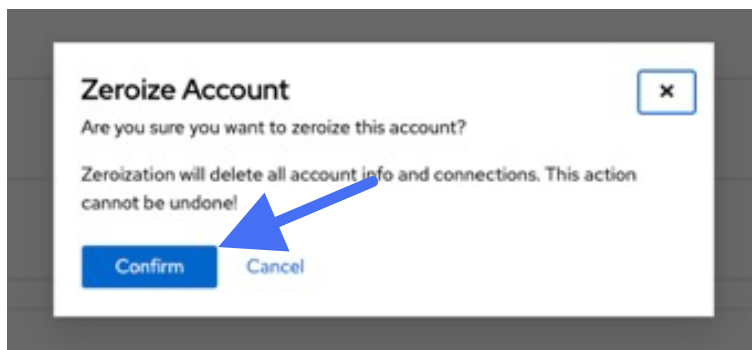 Zeroize Account
Are you sure you want to zeroize this account?
Zeroization will delete all account info and connections. This action
cannot be undone!
Confirm Cancel